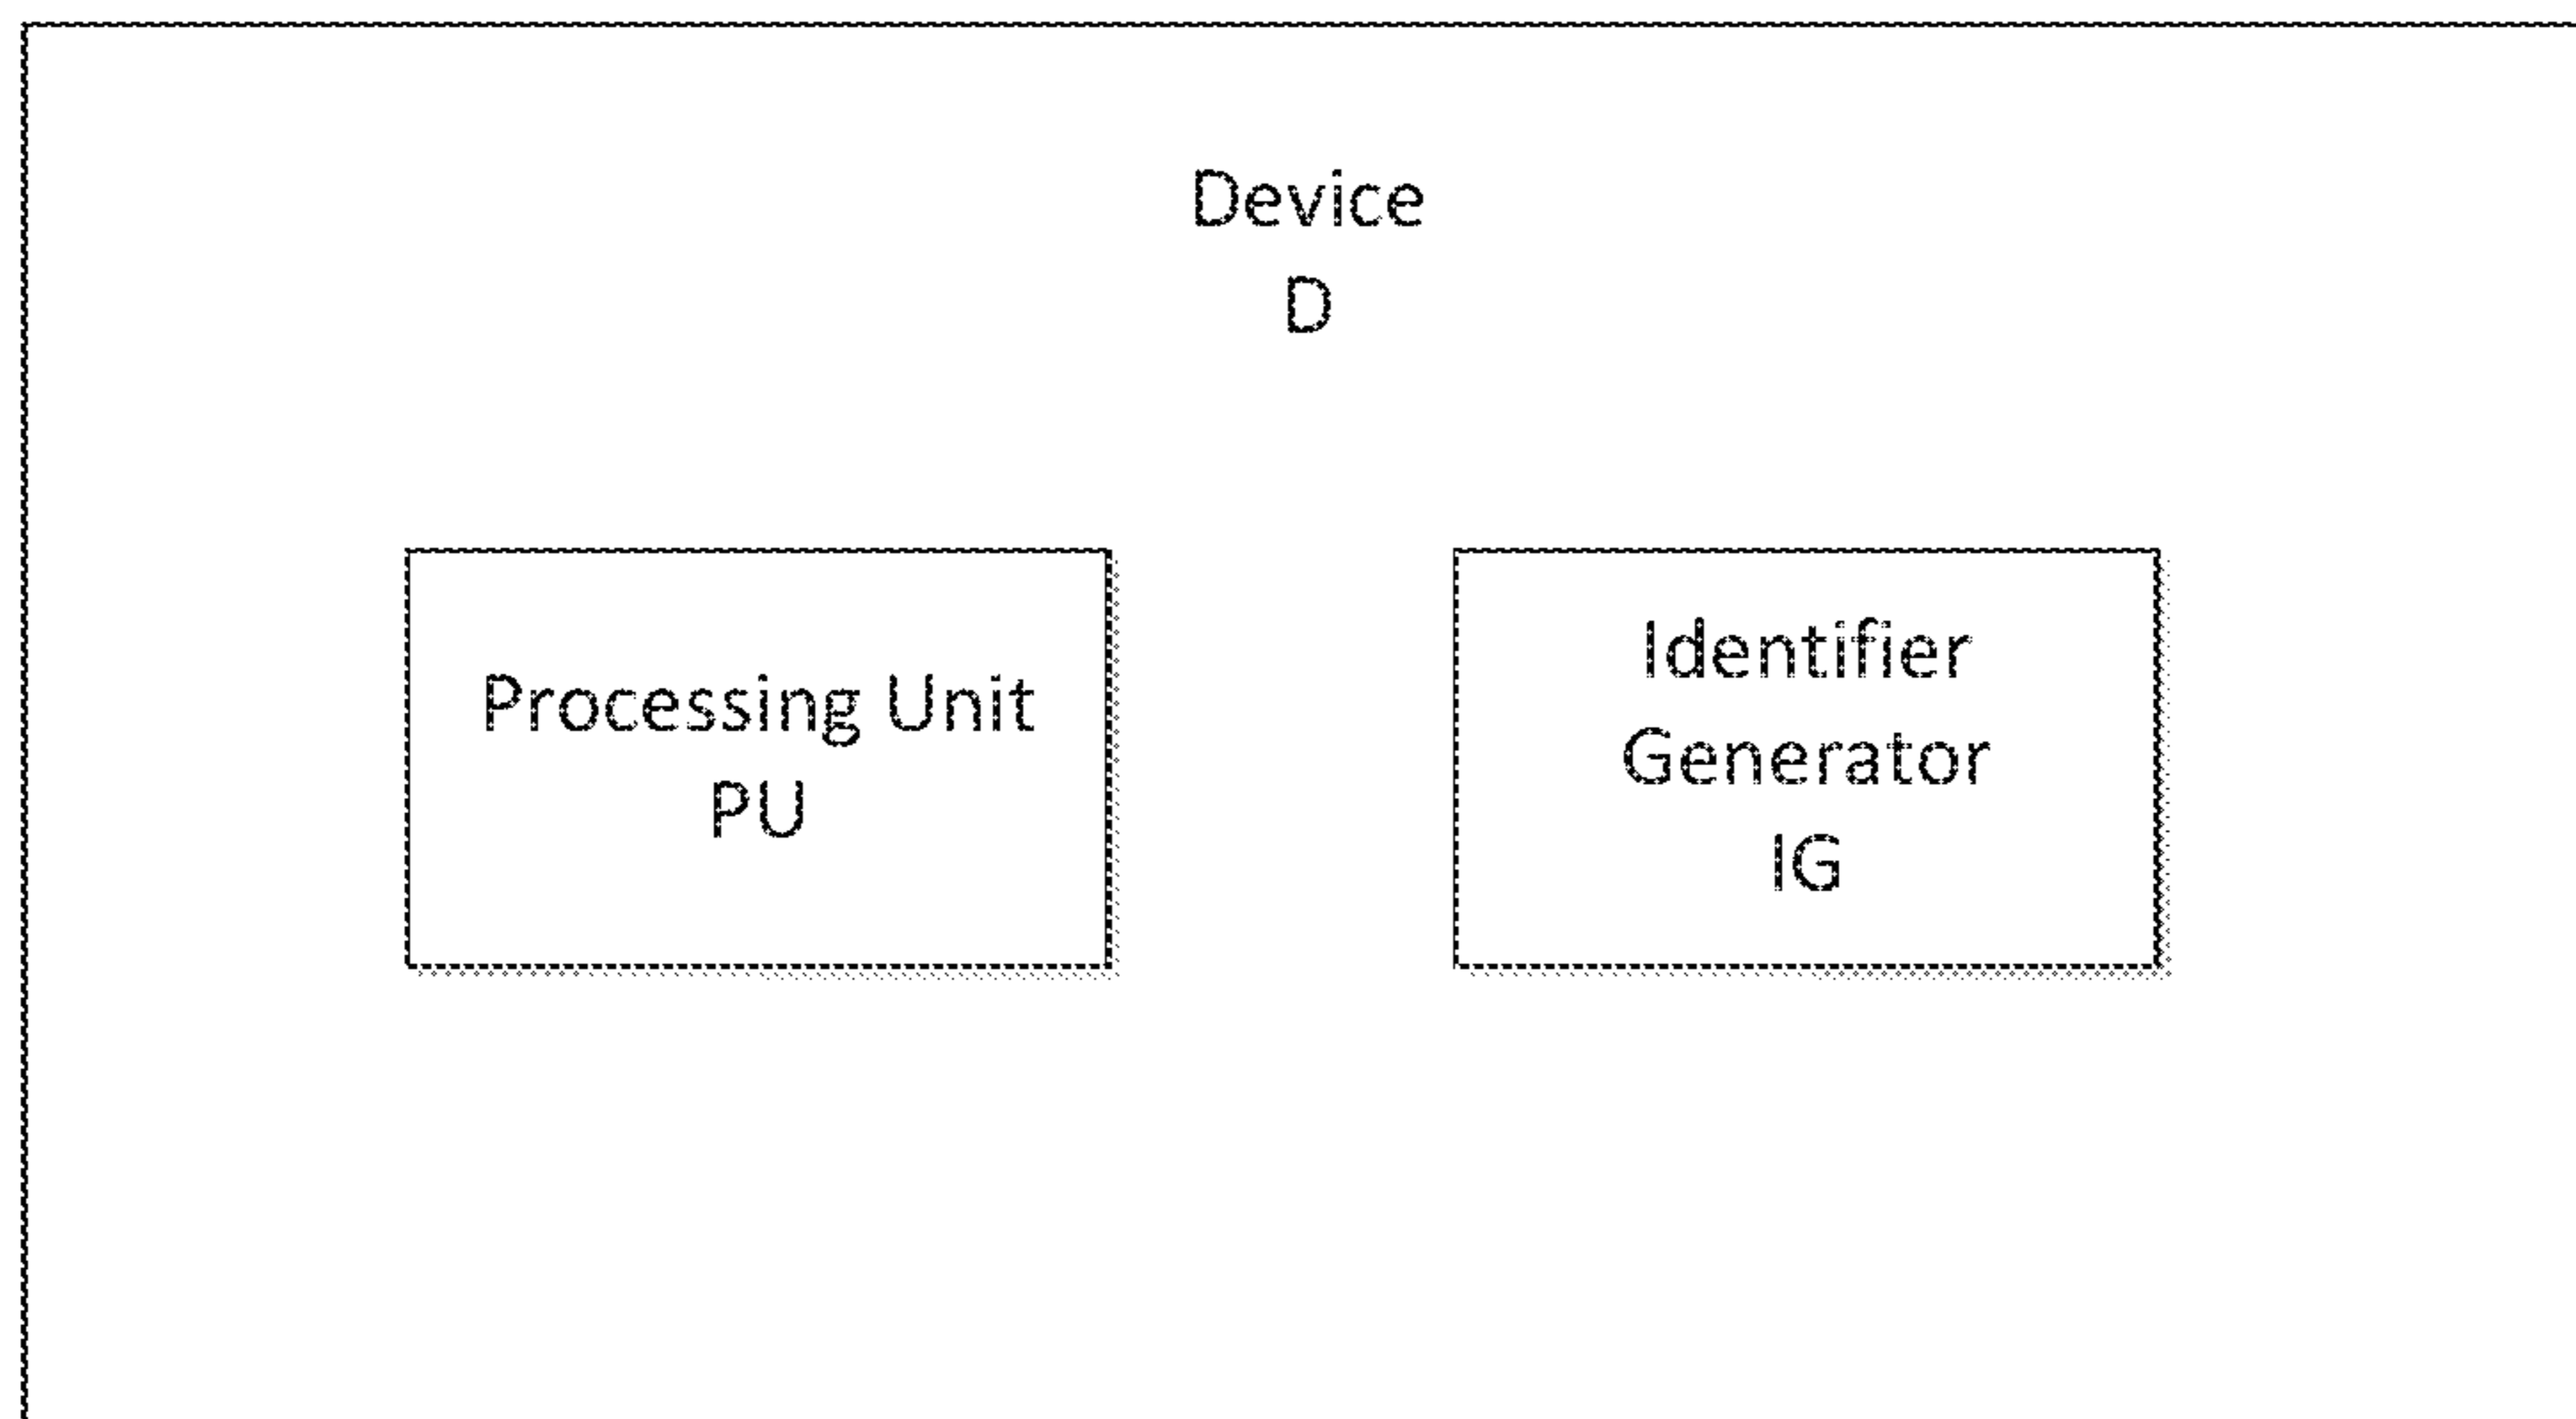 Device
D
Processing Unit
PU
Identifier
Generator
IG